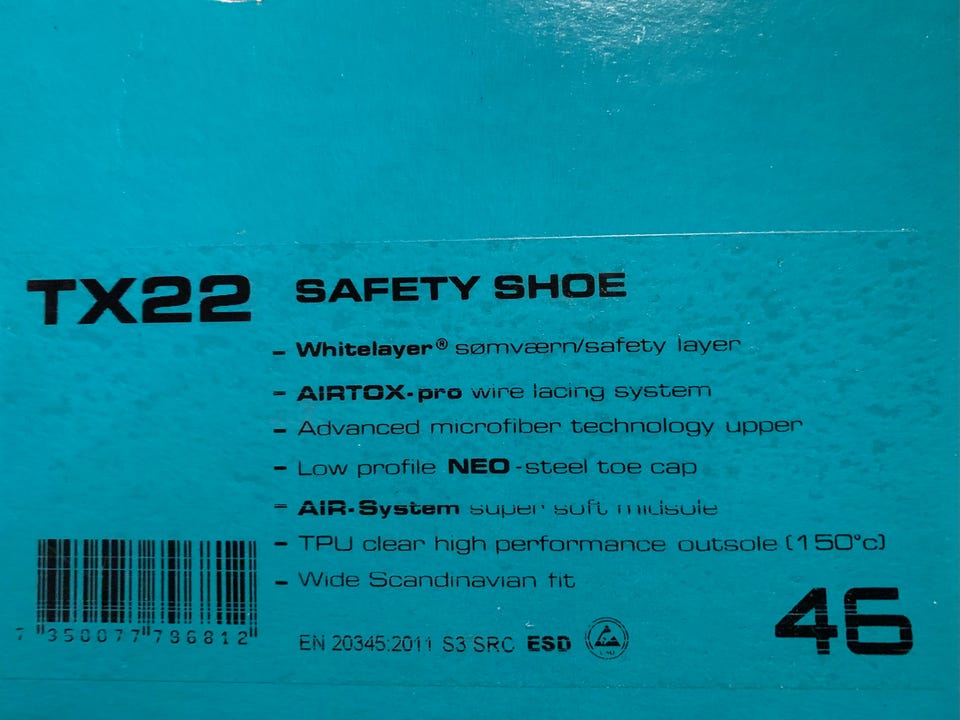 TX22 SAFETY SHOE
- Whitelayer® sømværn/safety layer
- AIRTOX-pro wire lacing system
- Advanced microfiber technology upper
- Low profile NEO-steel toe cap
- AIR-System super soft midsole
- TPU clear high performance outsole (150°c)
- Wide Scandinavian fit
7 350077 796812
EN 20345:2011 S3 SRC ESD
46